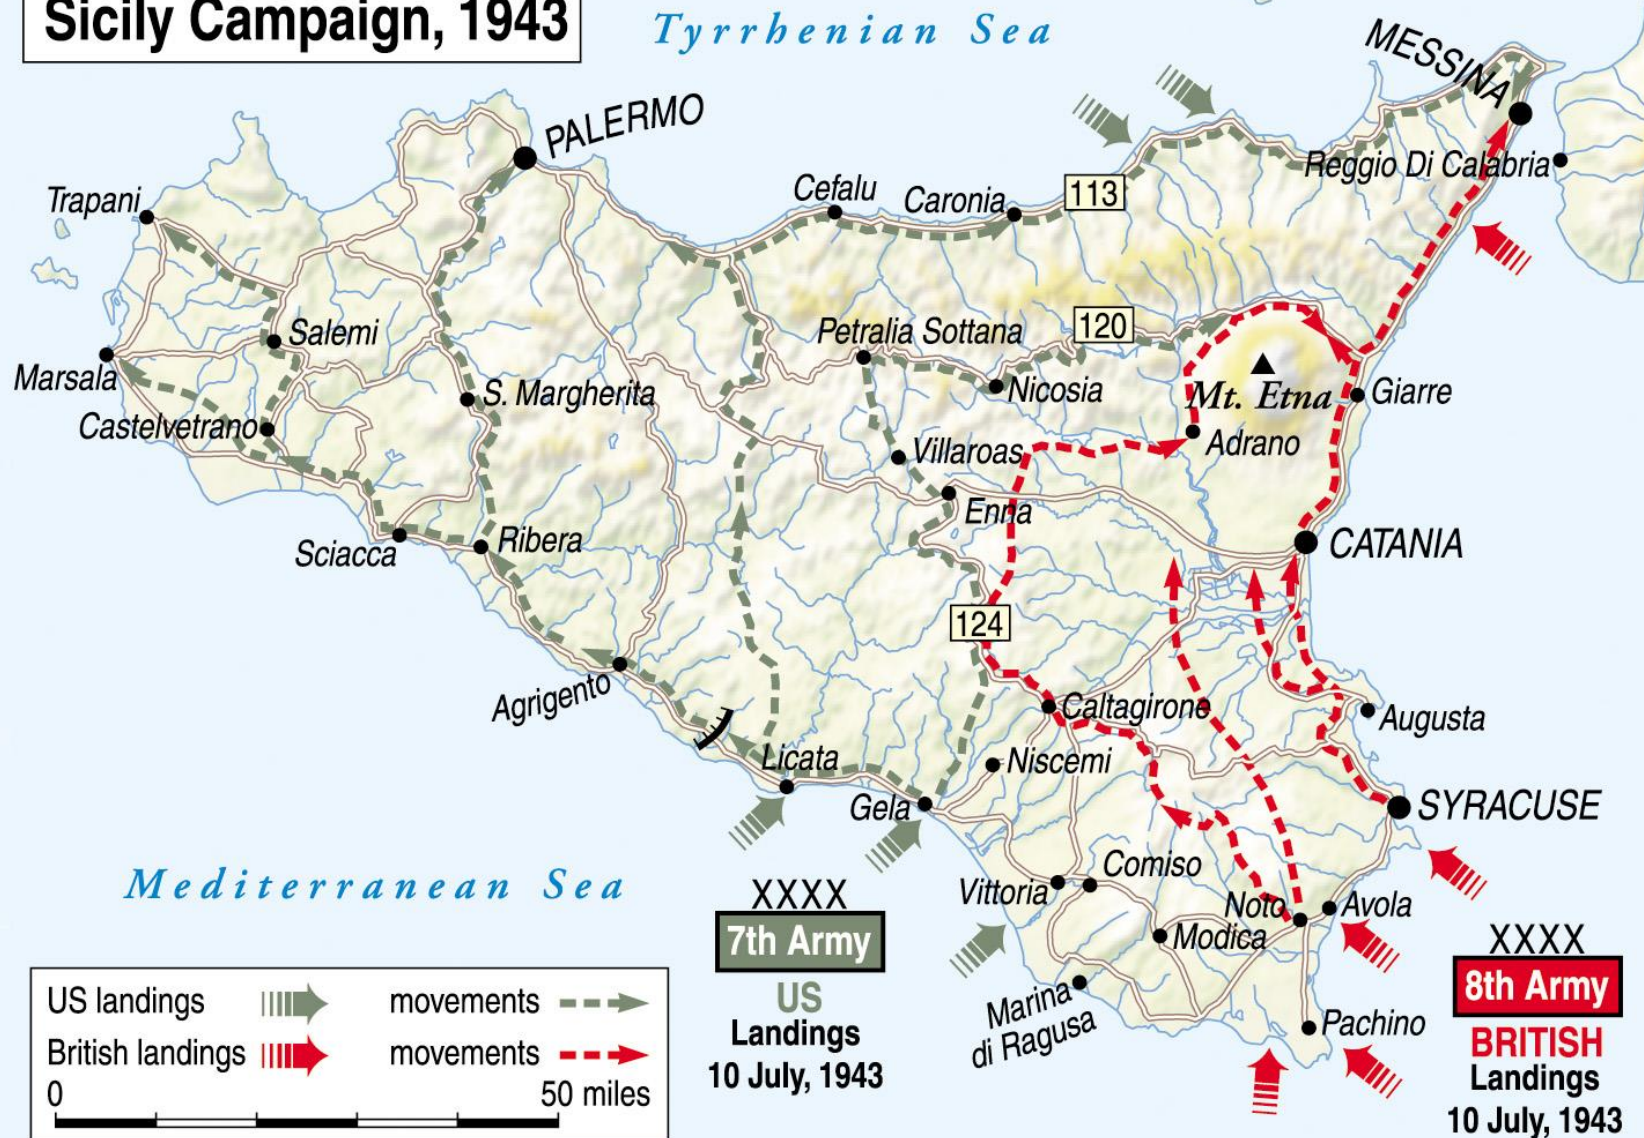 Sicily Campaign, 1943
Tyrrhenian Sea
MESSINA
PALERMO
Reggio Di Calabria
Trapani
Cefalu
Caronia
113
Salemi
Petralia Sottana
120
Marsala
S. Margherita
Nicosia
Mt. Etna
Giarre
Castelvetrano
Villaroas
Adrano
Enna
Sciacca
Ribera
CATANIA
124
Agrigento
Caltagirone
Augusta
Licata
Niscemi
Gela
SYRACUSE
Mediterranean Sea
Comiso
Vittoria
Noto
Avola
Modica
Marina
di Ragusa
Pachino
XXXX
7th Army
US
Landings
10 July, 1943
XXXX
8th Army
BRITISH
Landings
10 July, 1943
US landings
movements
British landings
movements
0
50 miles